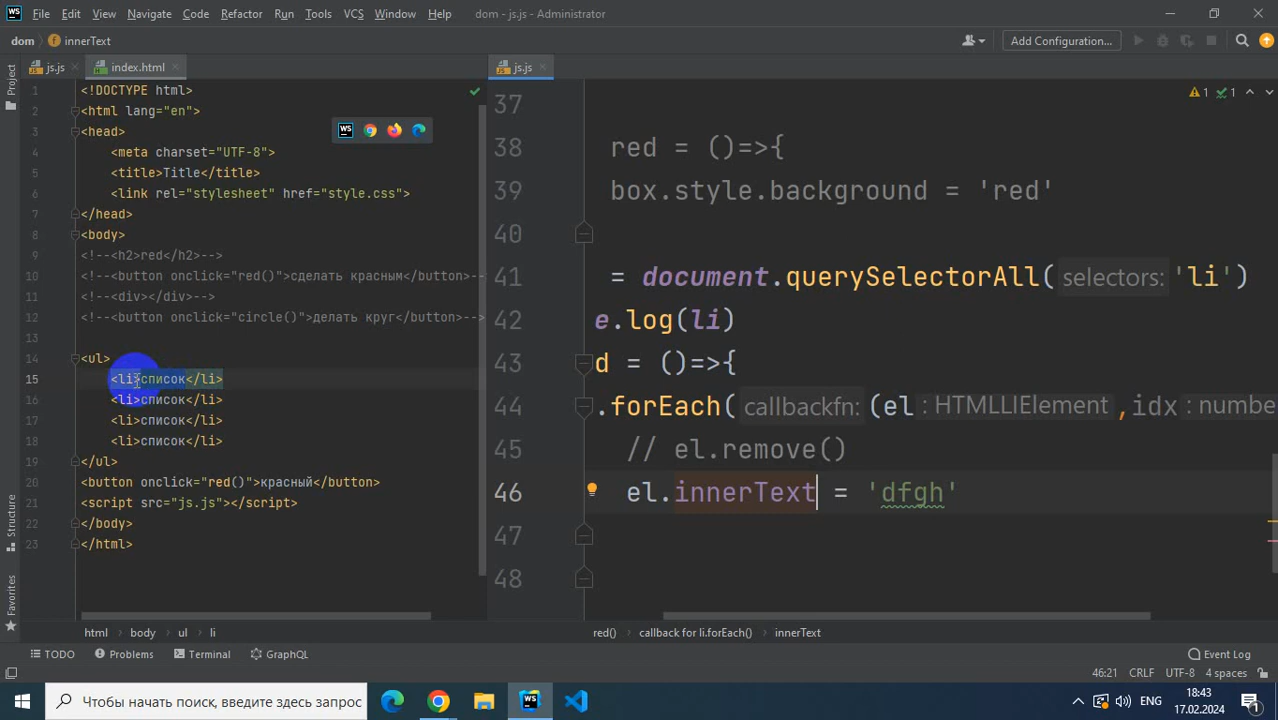 WS File Edit View Navigate Code Refactor Run Tools VCS Window Help dom - js.js - Administrator
dom innerText Add Configuration...
Project js.js index.html js.js
1 <!DOCTYPE html>
2 <html lang="en">
3 <head>
4 <meta charset="UTF-8">
5 <title>Title</title>
6 <link rel="stylesheet" href="style.css">
7 </head>
8 <body>
9 <!--<h2>red</h2>-->
10 <!--<button onclick="red()">сделать красным</button>--
11 <!--<div></div>-->
12 <!--<button onclick="circle()">делать круг</button>-->
13
14 <ul>
15 <li>список</li>
16 <li>список</li>
17 <li>список</li>
18 <li>список</li>
19 </ul>
20 <button onclick="red()">красный</button>
21 <script src="js.js"></script>
22 </body>
23 </html>
WS
1 1
37
38 red = ()=>{
39 box.style.background = 'red'
40
41 = document.querySelectorAll( selectors: 'li')
42 e.log(li)
43 d = ()=>{
44 .forEach( callbackfn: (el : HTMLLIElement ,idx : numbe
45 // el.remove()
46 el.innerText = 'dfgh'
47
48
Structure
Favorites
html body ul li
red() callback for li.forEach() innerText
TODO Problems Terminal GraphQL Event Log
46:21 CRLF UTF-8 4 spaces
Чтобы начать поиск, введите здесь запрос
WS
ENG
18:43
17.02.2024
1